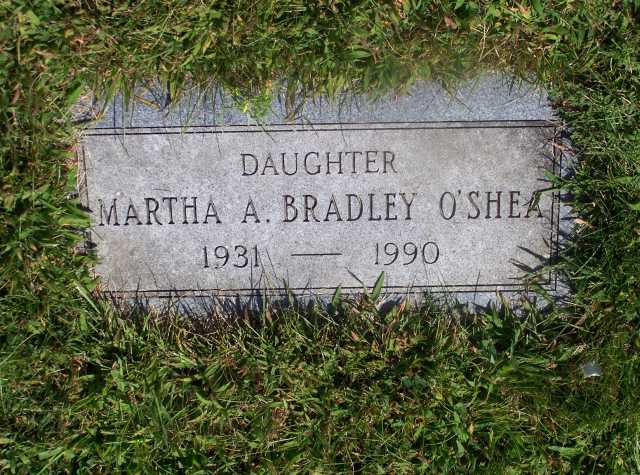 DAUGHTER
MARTHA A. BRADLEY O'SHEA
1931 — 1990